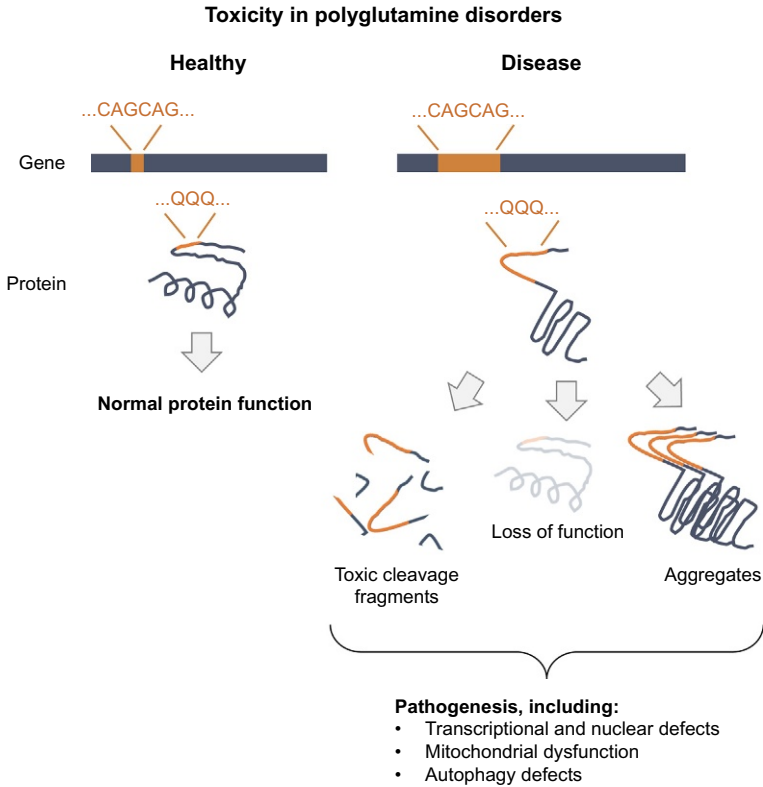 Toxicity in polyglutamine disorders
Healthy
Disease
...CAGCAG...
...CAGCAG...
Gene
...QQQ...
...QQQ...
Protein
Normal protein function
Loss of function
Toxic cleavage
fragments
Aggregates
Pathogenesis, including:
• Transcriptional and nuclear defects
• Mitochondrial dysfunction
• Autophagy defects